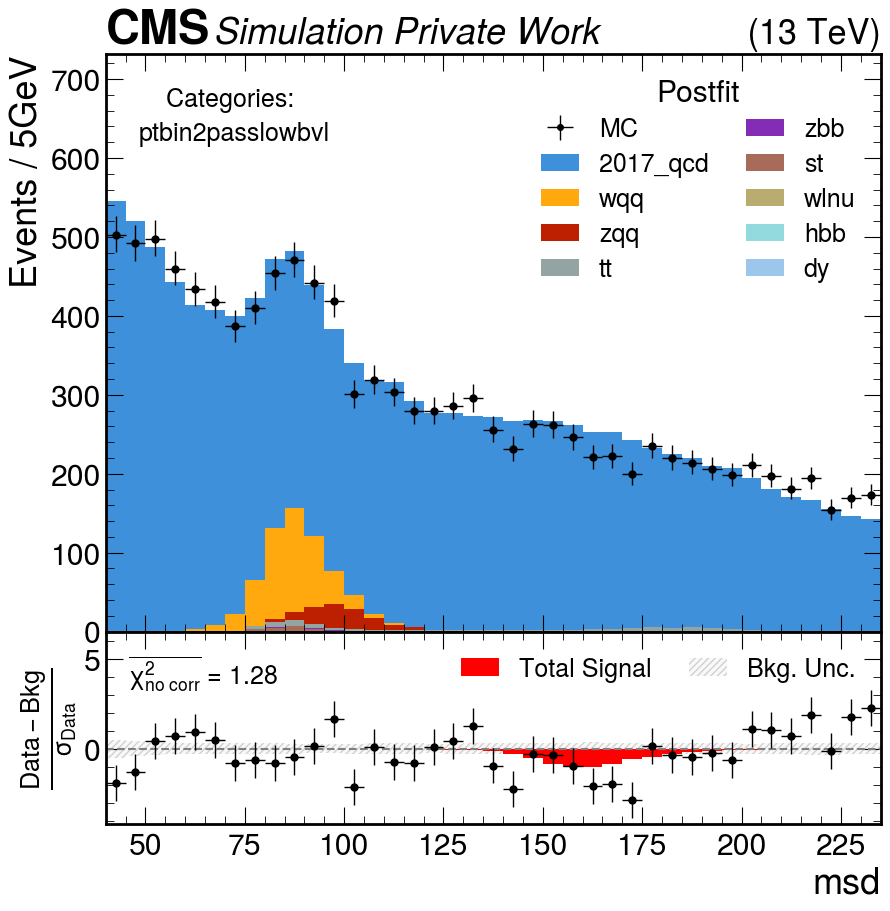 CMS Simulation Private Work (13 TeV)
Events / 5GeV
700
600
500
400
300
200
100
0
Categories:
ptbin2passlowbvl
Postfit
MC
2017_qcd
wqq
zqq
tt
zbb
st
wlnu
hbb
dy
Data – Bkg
σData
5
0
χ²no corr = 1.28
Total Signal
Bkg. Unc.
50 75 100 125 150 175 200 225
msd